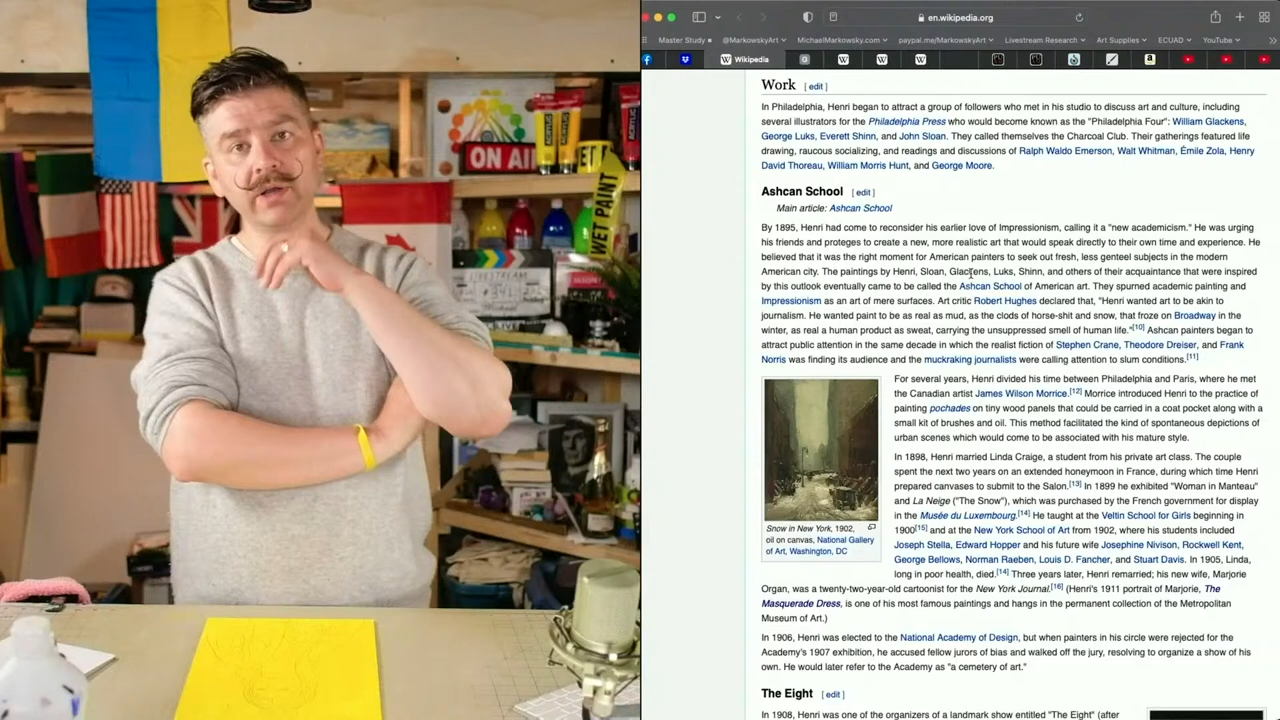 en.wikipedia.org
Master Study
@MarkowskyArt
MichaelMarkowsky.com
paypal.me/MarkowskyArt
Livestream Research
Art Supplies
ECUAD
YouTube
Wikipedia
ON AIR
ACRYLIC
WET PAINT
WET
Work [ edit ]
In Philadelphia, Henri began to attract a group of followers who met in his studio to discuss art and culture, including
several illustrators for the Philadelphia Press who would become known as the "Philadelphia Four": William Glackens,
George Luks, Everett Shinn, and John Sloan. They called themselves the Charcoal Club. Their gatherings featured life
drawing, raucous socializing, and readings and discussions of Ralph Waldo Emerson, Walt Whitman, Émile Zola, Henry
David Thoreau, William Morris Hunt, and George Moore.
Ashcan School [ edit ]
Main article: Ashcan School
By 1895, Henri had come to reconsider his earlier love of Impressionism, calling it a "new academicism." He was urging
his friends and proteges to create a new, more realistic art that would speak directly to their own time and experience. He
believed that it was the right moment for American painters to seek out fresh, less genteel subjects in the modern
American city. The paintings by Henri, Sloan, Glackens, Luks, Shinn, and others of their acquaintance that were inspired
by this outlook eventually came to be called the Ashcan School of American art. They spurned academic painting and
Impressionism as an art of mere surfaces. Art critic Robert Hughes declared that, "Henri wanted art to be akin to
journalism. He wanted paint to be as real as mud, as the clods of horse-shit and snow, that froze on Broadway in the
winter, as real a human product as sweat, carrying the unsuppressed smell of human life."[10] Ashcan painters began to
attract public attention in the same decade in which the realist fiction of Stephen Crane, Theodore Dreiser, and Frank
Norris was finding its audience and the muckraking journalists were calling attention to slum conditions.[11]
For several years, Henri divided his time between Philadelphia and Paris, where he met
the Canadian artist James Wilson Morrice.[12] Morrice introduced Henri to the practice of
painting pochades on tiny wood panels that could be carried in a coat pocket along with a
small kit of brushes and oil. This method facilitated the kind of spontaneous depictions of
urban scenes which would come to be associated with his mature style.
In 1898, Henri married Linda Craige, a student from his private art class. The couple
spent the next two years on an extended honeymoon in France, during which time Henri
prepared canvases to submit to the Salon.[13] In 1899 he exhibited "Woman in Manteau"
and La Neige ("The Snow"), which was purchased by the French government for display
in the Musée du Luxembourg.[14] He taught at the Veltin School for Girls beginning in
1900[15] and at the New York School of Art from 1902, where his students included
Joseph Stella, Edward Hopper and his future wife Josephine Nivison, Rockwell Kent,
George Bellows, Norman Raeben, Louis D. Fancher, and Stuart Davis. In 1905, Linda,
long in poor health, died.[14] Three years later, Henri remarried; his new wife, Marjorie
Organ, was a twenty-two-year-old cartoonist for the New York Journal.[16] (Henri's 1911 portrait of Marjorie, The
Masquerade Dress, is one of his most famous paintings and hangs in the permanent collection of the Metropolitan
Museum of Art.)
Snow in New York, 1902,
oil on canvas, National Gallery
of Art, Washington, DC
In 1906, Henri was elected to the National Academy of Design, but when painters in his circle were rejected for the
Academy's 1907 exhibition, he accused fellow jurors of bias and walked off the jury, resolving to organize a show of his
own. He would later refer to the Academy as "a cemetery of art."
The Eight [ edit ]
In 1908, Henri was one of the organizers of a landmark show entitled "The Eight" (after